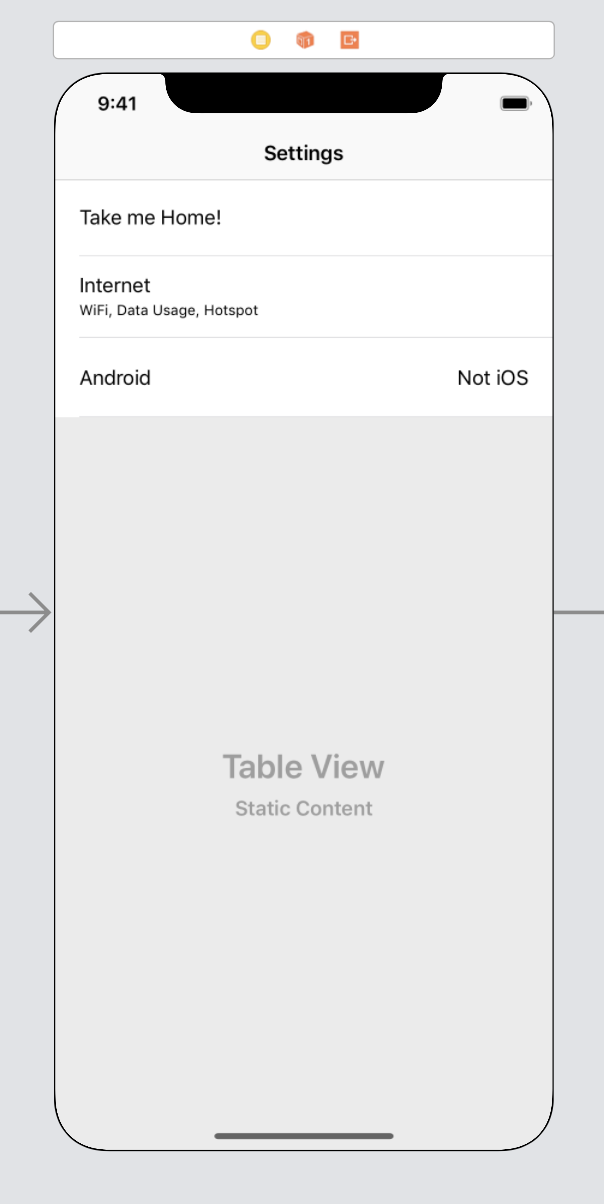 9:41
Settings
Take me Home!
Internet
WiFi, Data Usage, Hotspot
Android Not iOS
Table View
Static Content